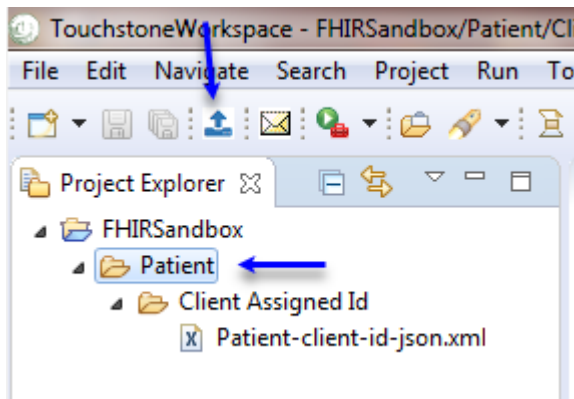 TouchstoneWorkspace - FHIRSandbox/Patient/Cl
File Edit Navigate Search Project Run To
Project Explorer
FHIRSandbox
Patient
Client Assigned Id
Patient-client-id-json.xml